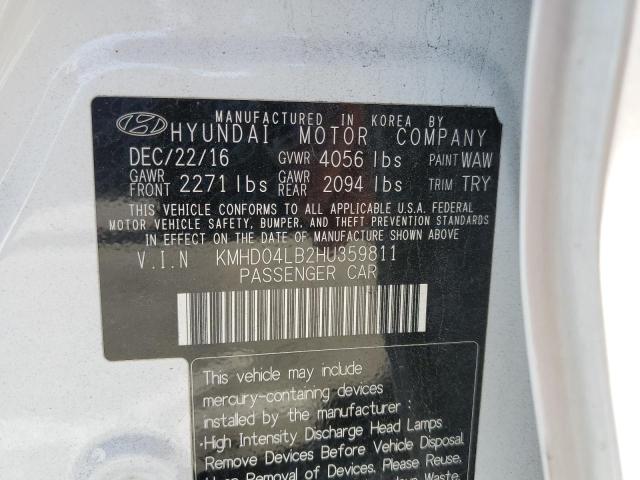 MANUFACTURED IN KOREA BY
HYUNDAI MOTOR COMPANY
DEC/22/16 GVWR 4056 lbs PAINT WAW
GAWR FRONT 2271 lbs GAWR REAR 2094 lbs TRIM TRY
THIS VEHICLE CONFORMS TO ALL APPLICABLE U.S.A. FEDERAL
MOTOR VEHICLE SAFETY, BUMPER, AND THEFT PREVENTION STANDARDS
IN EFFECT ON THE DATE OF MANUFACTURE SHOWN ABOVE.
V.I.N KMHD04LB2HU359811
PASSENGER CAR
This vehicle may include
mercury-containing devices
installed by the manufacturer :
·High Intensity Discharge Head Lamps
Remove Devices Before Vehicle Disposal
Upon Removal of Devices, Please Reuse,
days Waste.